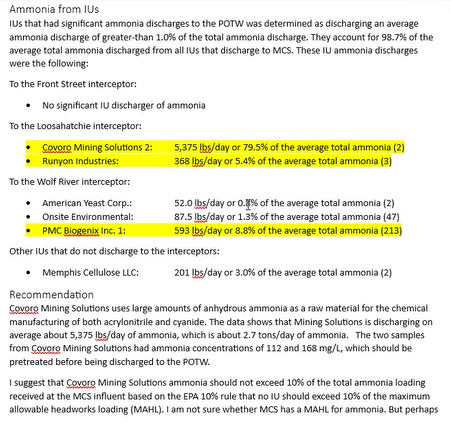 Ammonia from IUs
IUs that had significant ammonia discharges to the POTW was determined as discharging an average
ammonia discharge of greater-than 1.0% of the total ammonia discharge. They account for 98.7% of the
average total ammonia discharged from all IUs that discharge to MCS. These IU ammonia discharges
were the following:
To the Front Street interceptor:
• No significant IU discharger of ammonia
To the Loosahatchie interceptor:
• Covoro Mining Solutions 2: 5,375 lbs/day or 79.5% of the average total ammonia (2)
• Runyon Industries: 368 lbs/day or 5.4% of the average total ammonia (3)
To the Wolf River interceptor:
• American Yeast Corp.: 52.0 lbs/day or of the average total ammonia (2)
• Onsite Environmental: 87.5 lbs/day or 1.3% of the average total ammonia (47)
• PMC Biogenix Inc. 1: 593 lbs/day or 8.8% of the average total ammonia (213)
Other IUs that do not discharge to the interceptors:
• Memphis Cellulose LLC: 201 lbs/day or 3.0% of the average total ammonia (2)
Recommendation
Covoro Mining Solutions uses large amounts of anhydrous ammonia as a raw material for the chemical
manufacturing of both acrylonitrile and cyanide. The data shows that Mining Solutions is discharging on
average about 5,375 lbs/day of ammonia, which is about 2.7 tons/day of ammonia. The two samples
from Covoro Mining Solutions had ammonia concentrations of 112 and 168 mg/L, which should be
pretreated before being discharged to the POTW.
I suggest that Covoro Mining Solutions ammonia should not exceed 10% of the total ammonia loading
received at the MCS influent based on the EPA 10% rule that no IU should exceed 10% of the maximum
allowable headworks loading (MAHL). I am not sure whether MCS has a MAHL for ammonia. But perhaps